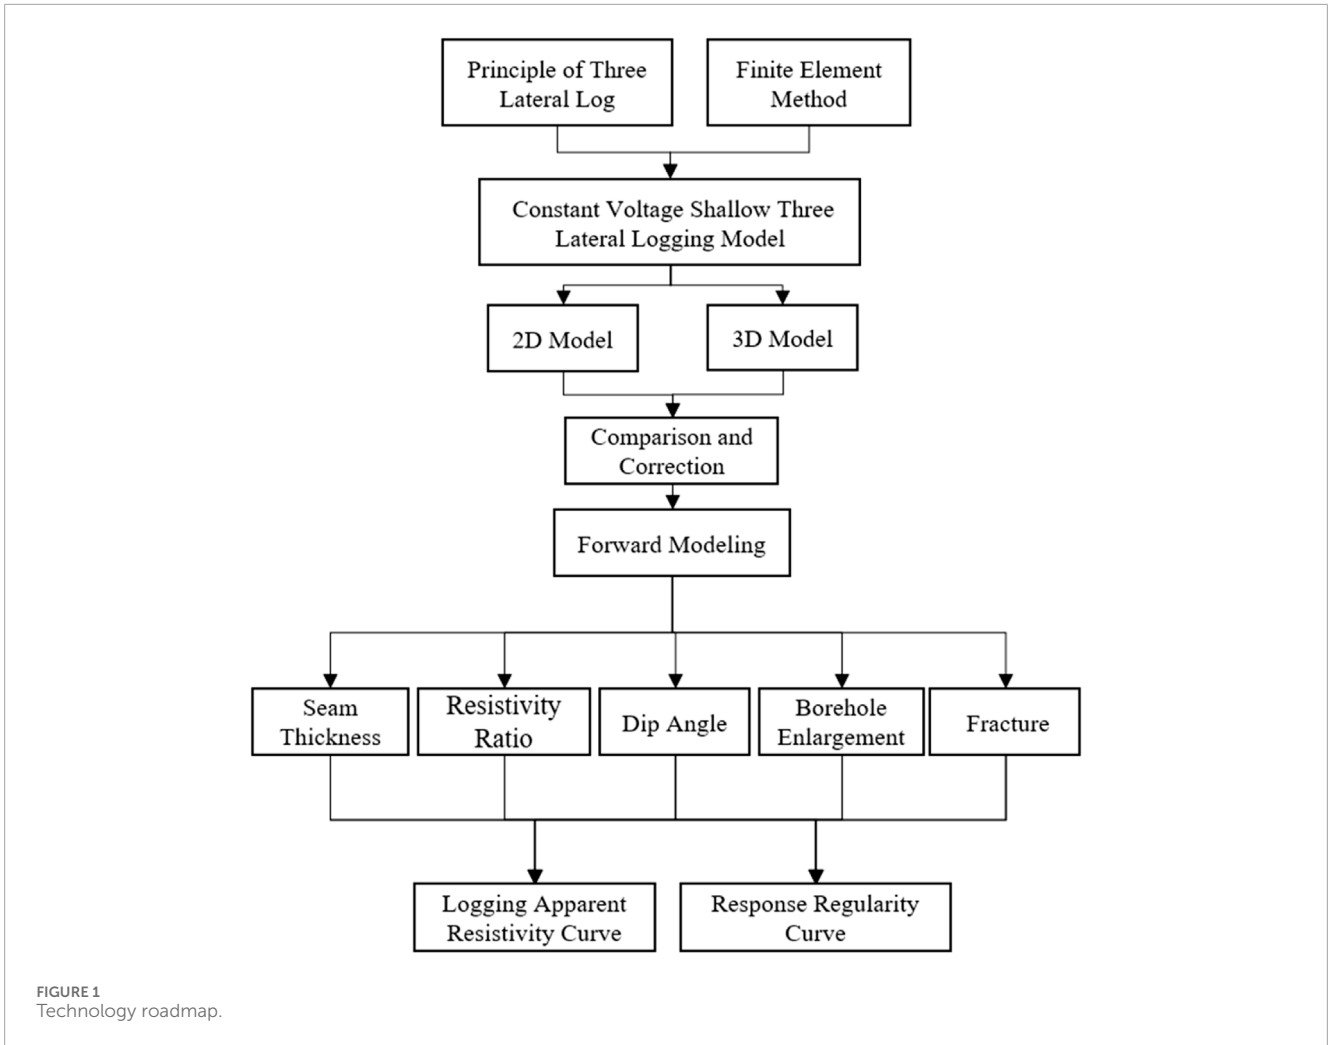 Principle of Three
Lateral Log
Finite Element
Method
Constant Voltage Shallow Three
Lateral Logging Model
2D Model
3D Model
Comparison and
Correction
Forward Modeling
Seam
Thickness
Resistivity
Ratio
Dip Angle
Borehole
Enlargement
Fracture
Logging Apparent
Resistivity Curve
Response Regularity
Curve
FIGURE 1
Technology roadmap.